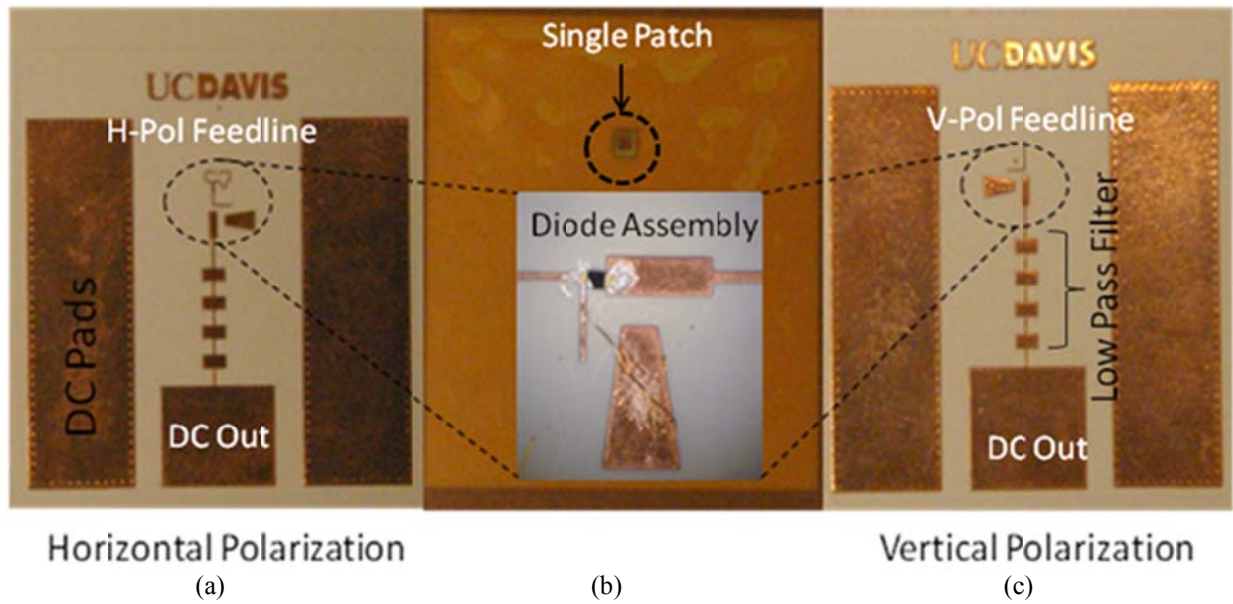 UCDAVIS
H-Pol Feedline
DC Pads
DC Out
Horizontal Polarization
(a)
Single Patch
Diode Assembly
(b)
UCDAVIS
V-Pol Feedline
Low Pass Filter
DC Out
Vertical Polarization
(c)